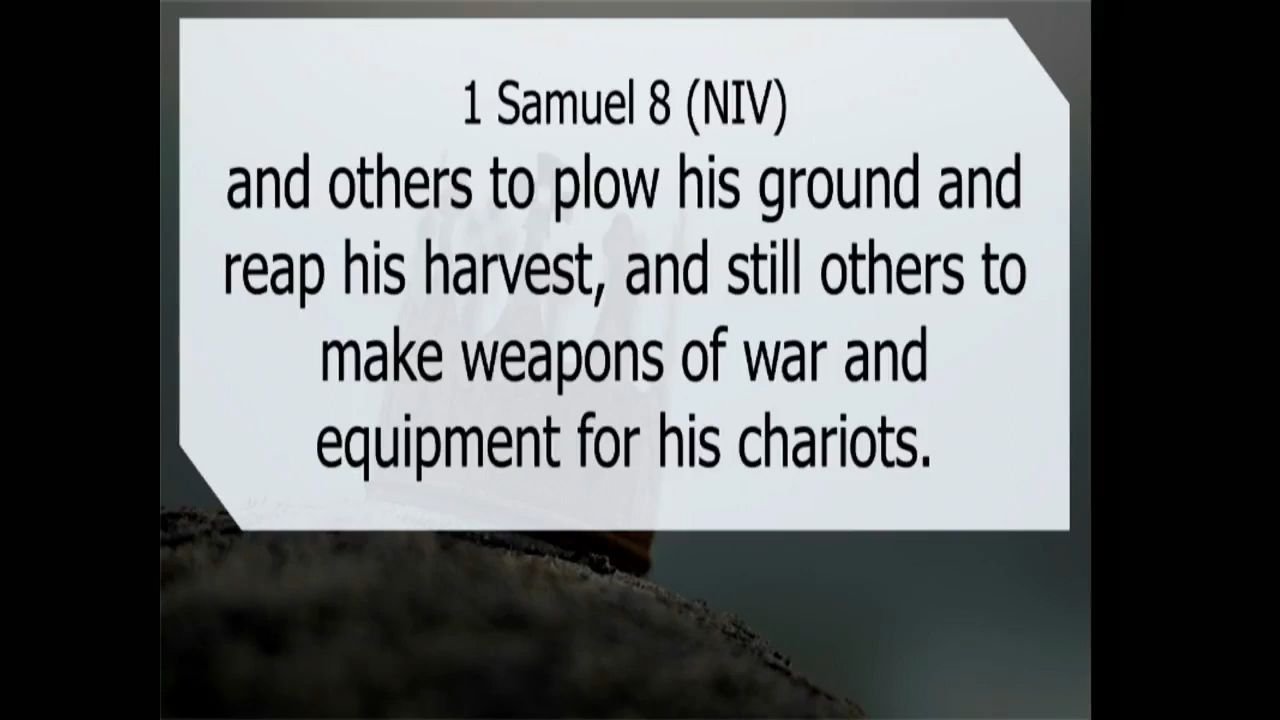 1 Samuel 8 (NIV)
and others to plow his ground and
reap his harvest, and still others to
make weapons of war and
equipment for his chariots.